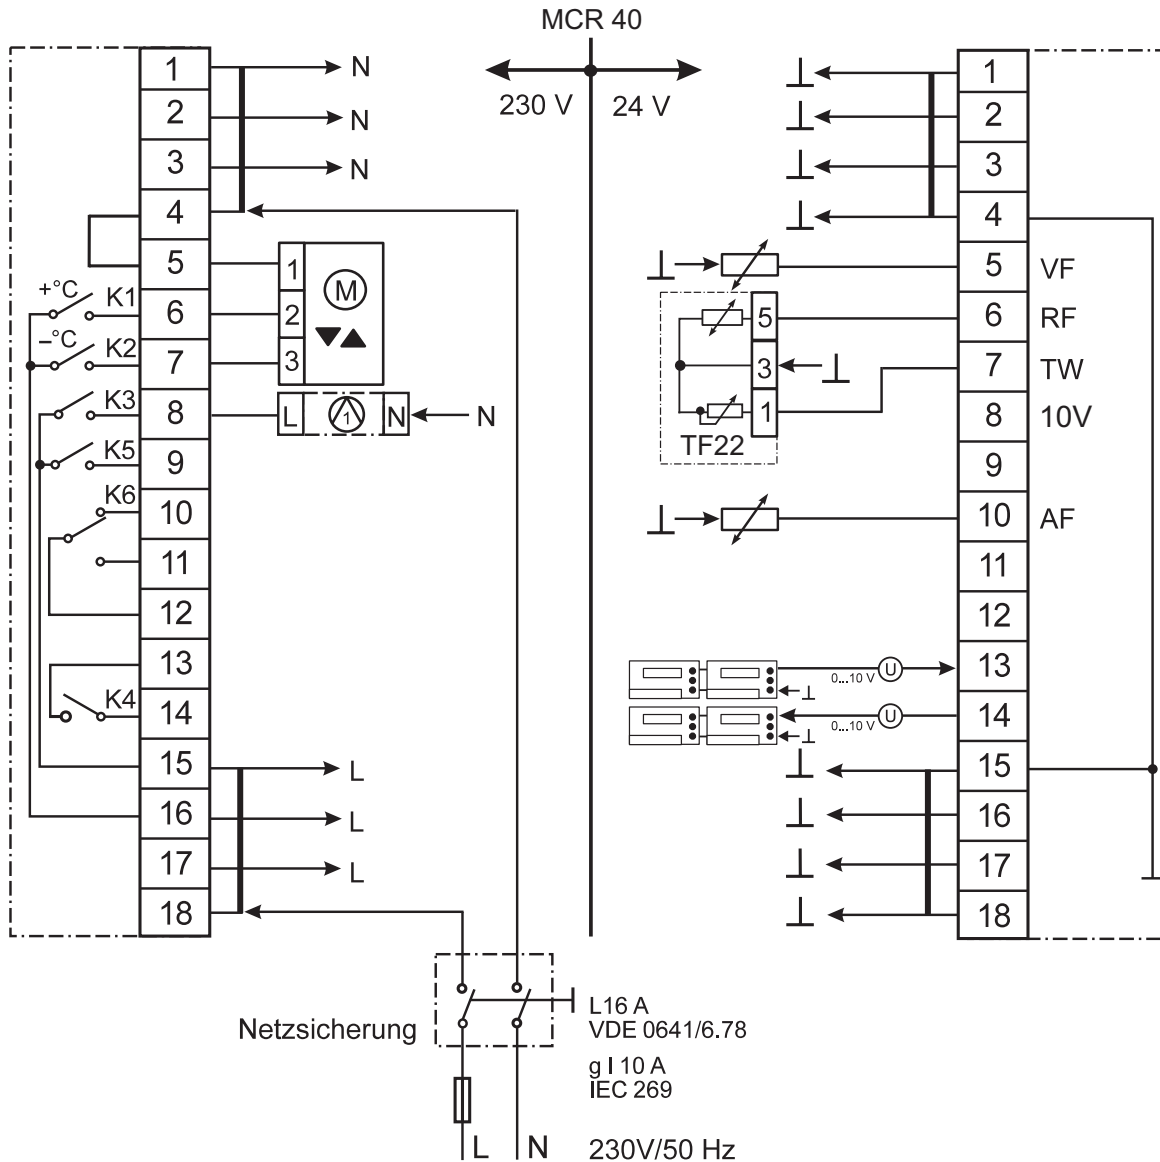 MCR 40
230 V 24 V
1 N
2 N
3 N
4
5 1
+°C K1 6 2 M
–°C K2 7 3
K3 8 L 1 N N
K5 9
K6 10
11
12
13
K4 14
15 L
16 L
17 L
18
1
2
3
4
5 VF
5 6 RF
3 7 TW
1 8 10V
TF22
9
10 AF
11
12
0...10 V U 13
0...10 V U 14
15
16
17
18
Netzsicherung
L16 A
VDE 0641/6.78
g I 10 A
IEC 269
L N 230V/50 Hz